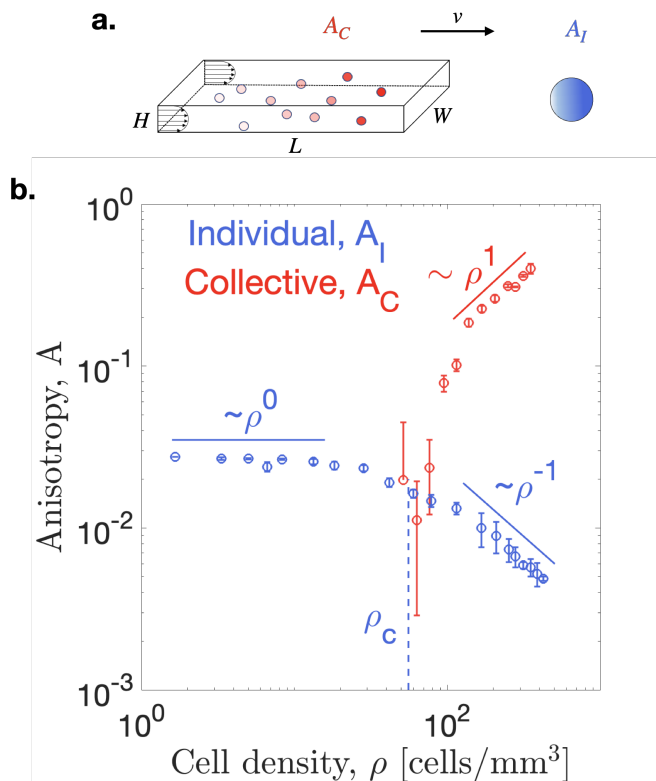 a.
A_C
v
A_I
H
W
L
b.
10^0
Individual, A_I
Collective, A_C
~ρ^1
10^-1
~ρ^0
~ρ^-1
10^-2
ρ_c
10^-3
10^0
10^2
Anisotropy, A
Cell density, ρ [cells/mm^3]